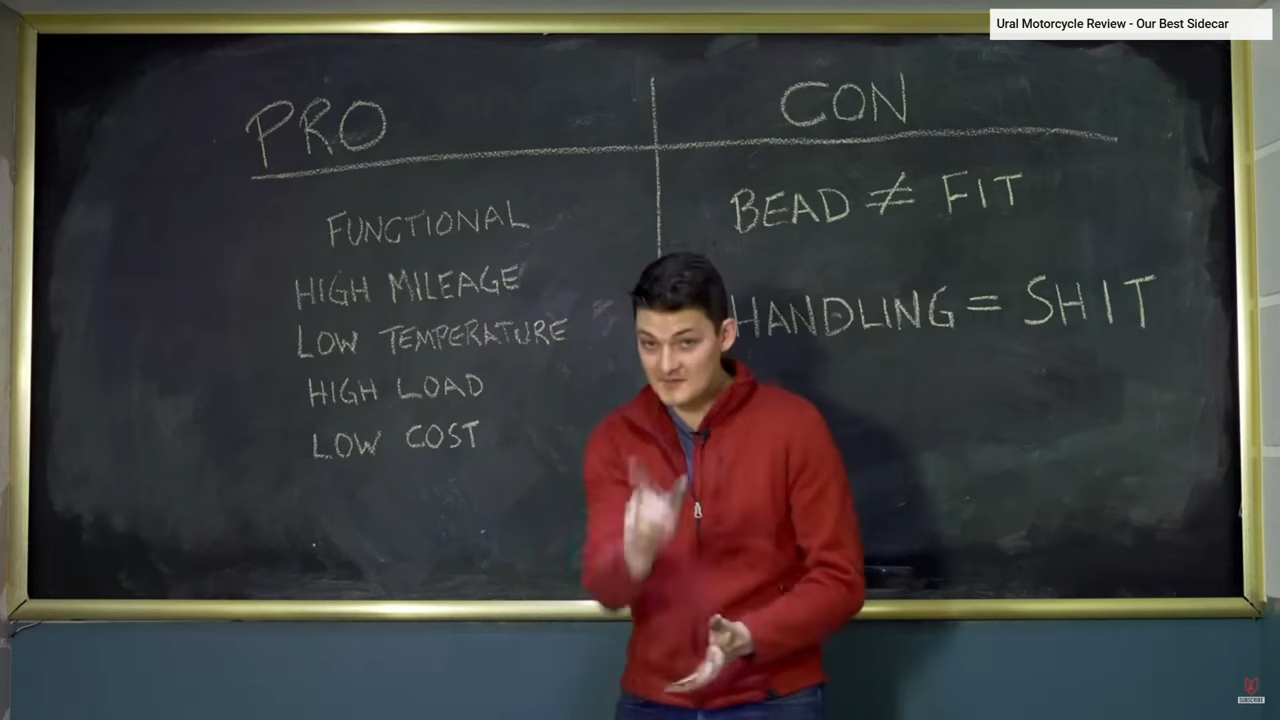 Ural Motorcycle Review - Our Best Sidecar
PRO
CON
FUNCTIONAL
HIGH MILEAGE
LOW TEMPERATURE
HIGH LOAD
LOW COST
BEAD ≠ FIT
HANDLING = SHIT
SUBSCRIBE